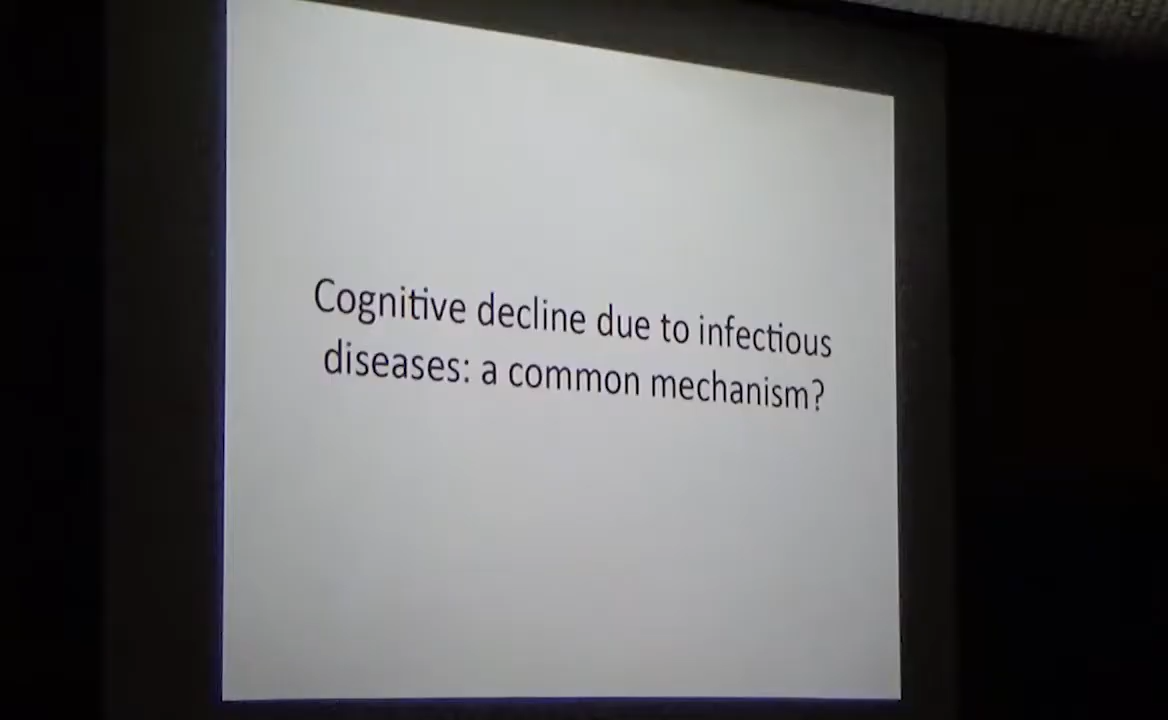 Cognitive decline due to infectious
diseases: a common mechanism?